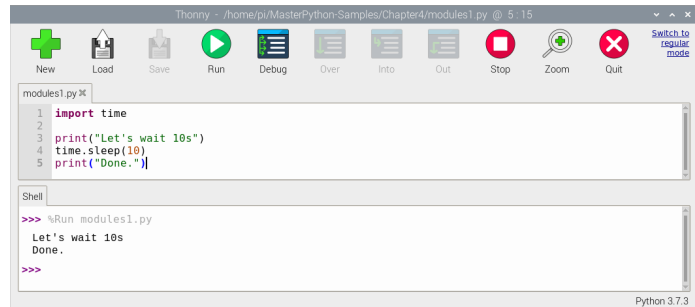 Thonny - /home/pi/MasterPython-Samples/Chapter4/modules1.py @ 5 : 15
New Load Save Run Debug Over Into Out Stop Zoom Quit
Switch to
regular
mode
modules1.py
1 import time
2
3 print("Let's wait 10s")
4 time.sleep(10)
5 print("Done.")
Shell
>>> %Run modules1.py
Let's wait 10s
Done.
>>>
Python 3.7.3